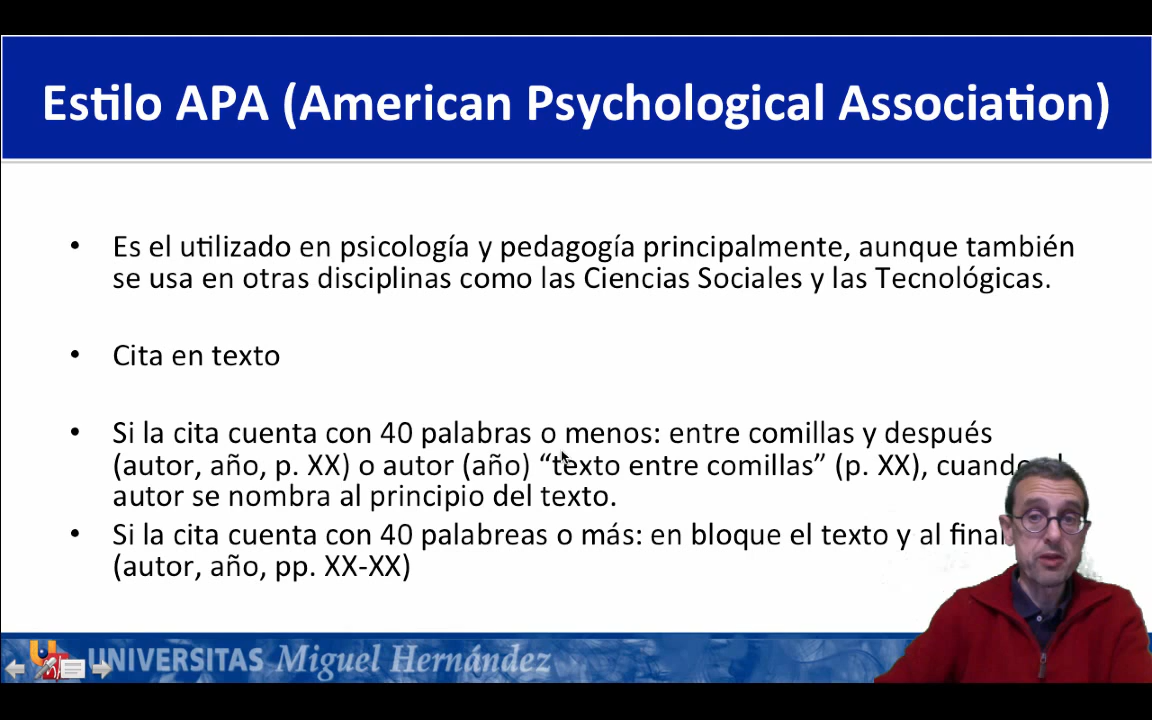 Estilo APA (American Psychological Association)
• Es el utilizado en psicología y pedagogía principalmente, aunque también
se usa en otras disciplinas como las Ciencias Sociales y las Tecnológicas.
• Cita en texto
• Si la cita cuenta con 40 palabras o menos: entre comillas y después
(autor, año, p. XX) o autor (año) “texto entre comillas” (p. XX),
autor se nombra al principio del texto.
• Si la cita cuenta con 40 palabreas o más: en bloque el texto y al final
(autor, año, pp. XX-XX)
UNIVERSITAS Miguel Hernández